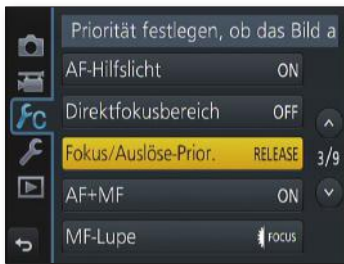 Priorität festlegen, ob das Bild a
AF-Hilfslicht ON
Direktfokusbereich OFF
Fokus/Auslöse-Prior. RELEASE
3/9
AF+MF ON
MF-Lupe FOCUS
FC